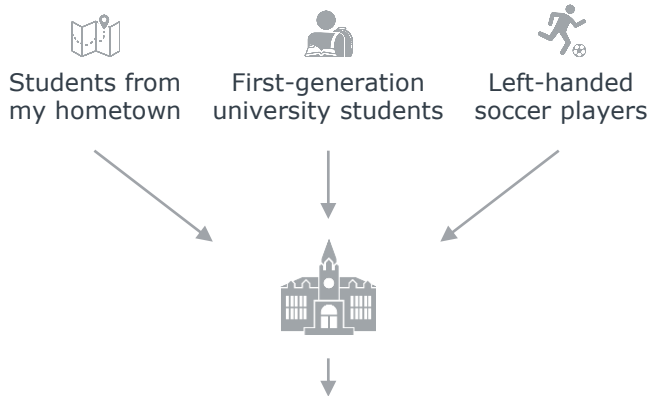 Students from
my hometown
First-generation
university students
Left-handed
soccer players